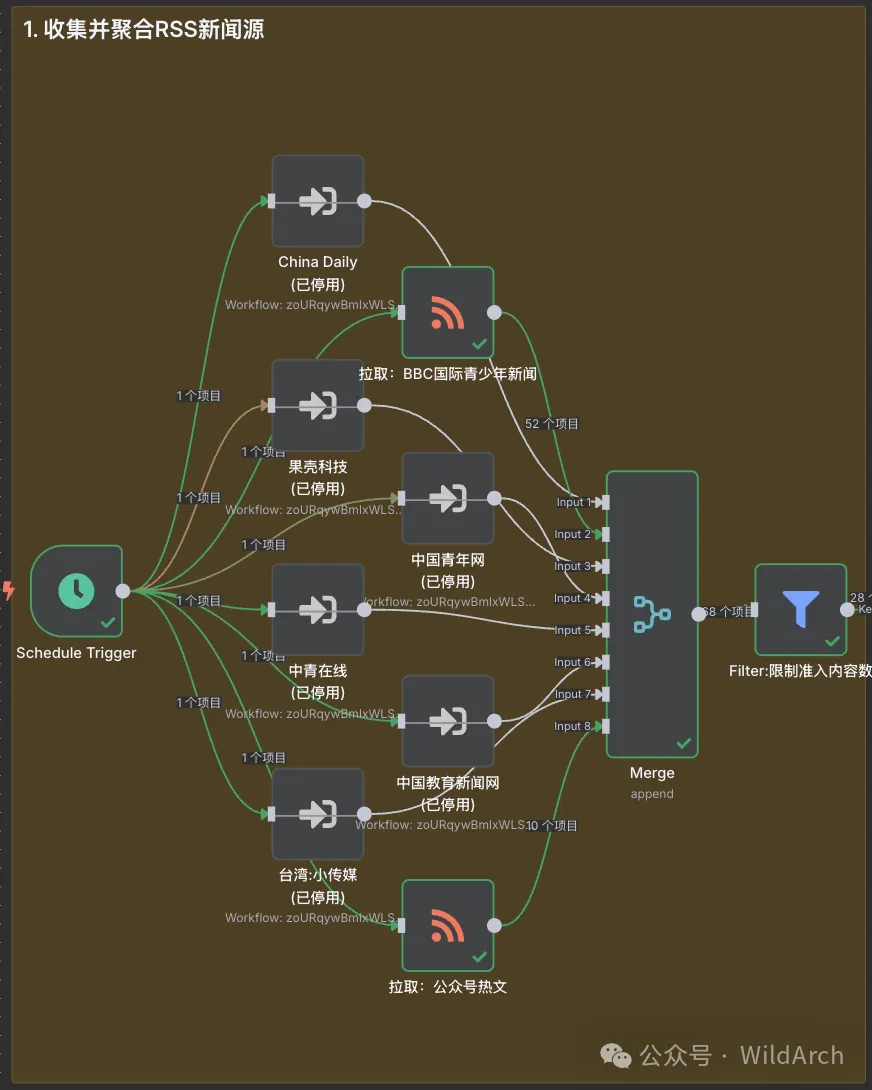 1. 收集并聚合RSS新闻源
China Daily
(已停用)
Workflow: zoURqywBmIxWLS...
拉取：BBC国际青少年新闻
1 个项目
52 个项目
1 个项目
果壳科技
(已停用)
1 个项目
Workflow: zoURqywBmIxWLS...
Input 1
Input 2
1 个项目
中国青年网
(已停用)
Input 3
Input 4
Workflow: zoURqywBmIxWLS...
1 个项目
Input 5
68 个项目
28 个
Ke
Schedule Trigger
1 个项目
中青在线
(已停用)
Input 6
Filter:限制准入内容数
Input 7
1 个项目
Workflow: zoURqywBmIxWLS...
Input 8
1 个项目
Merge
append
中国教育新闻网
(已停用)
Workflow: zoURqywBmIxWLS...
10 个项目
台湾:小传媒
(已停用)
Workflow: zoURqywBmIxWLS...
拉取：公众号热文
公众号 · WildArch